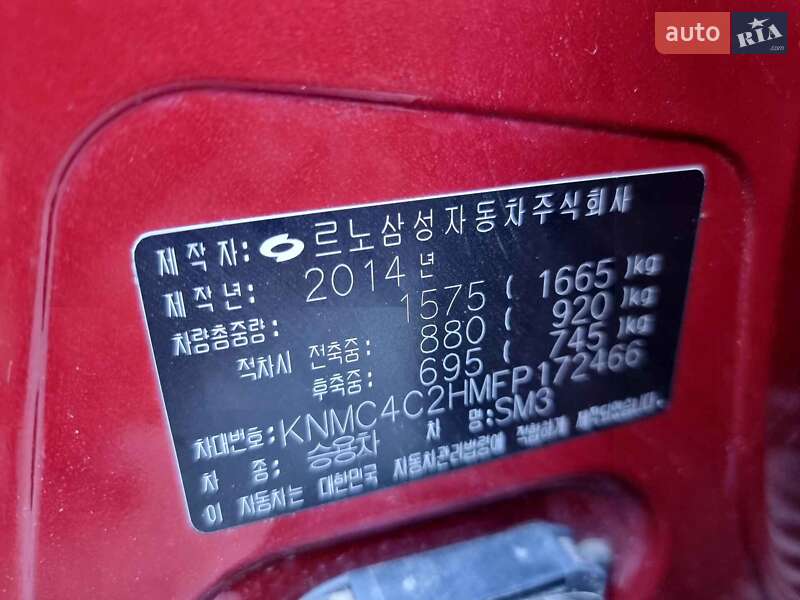 auto RIA .com
제작자: 르노삼성자동차주식회사
제작년: 2014년
차량총중량: 1575 ( 1665 )kg
적차시 전축중: 880 ( 920 )kg
후축중: 695 ( 745 )kg
차대번호: KNMC4C2HMFP172466
차 종: 승용차 차 명: SM3
이 자동차는 대한민국 자동차관리법령에 적합하게 제작되었습니다.